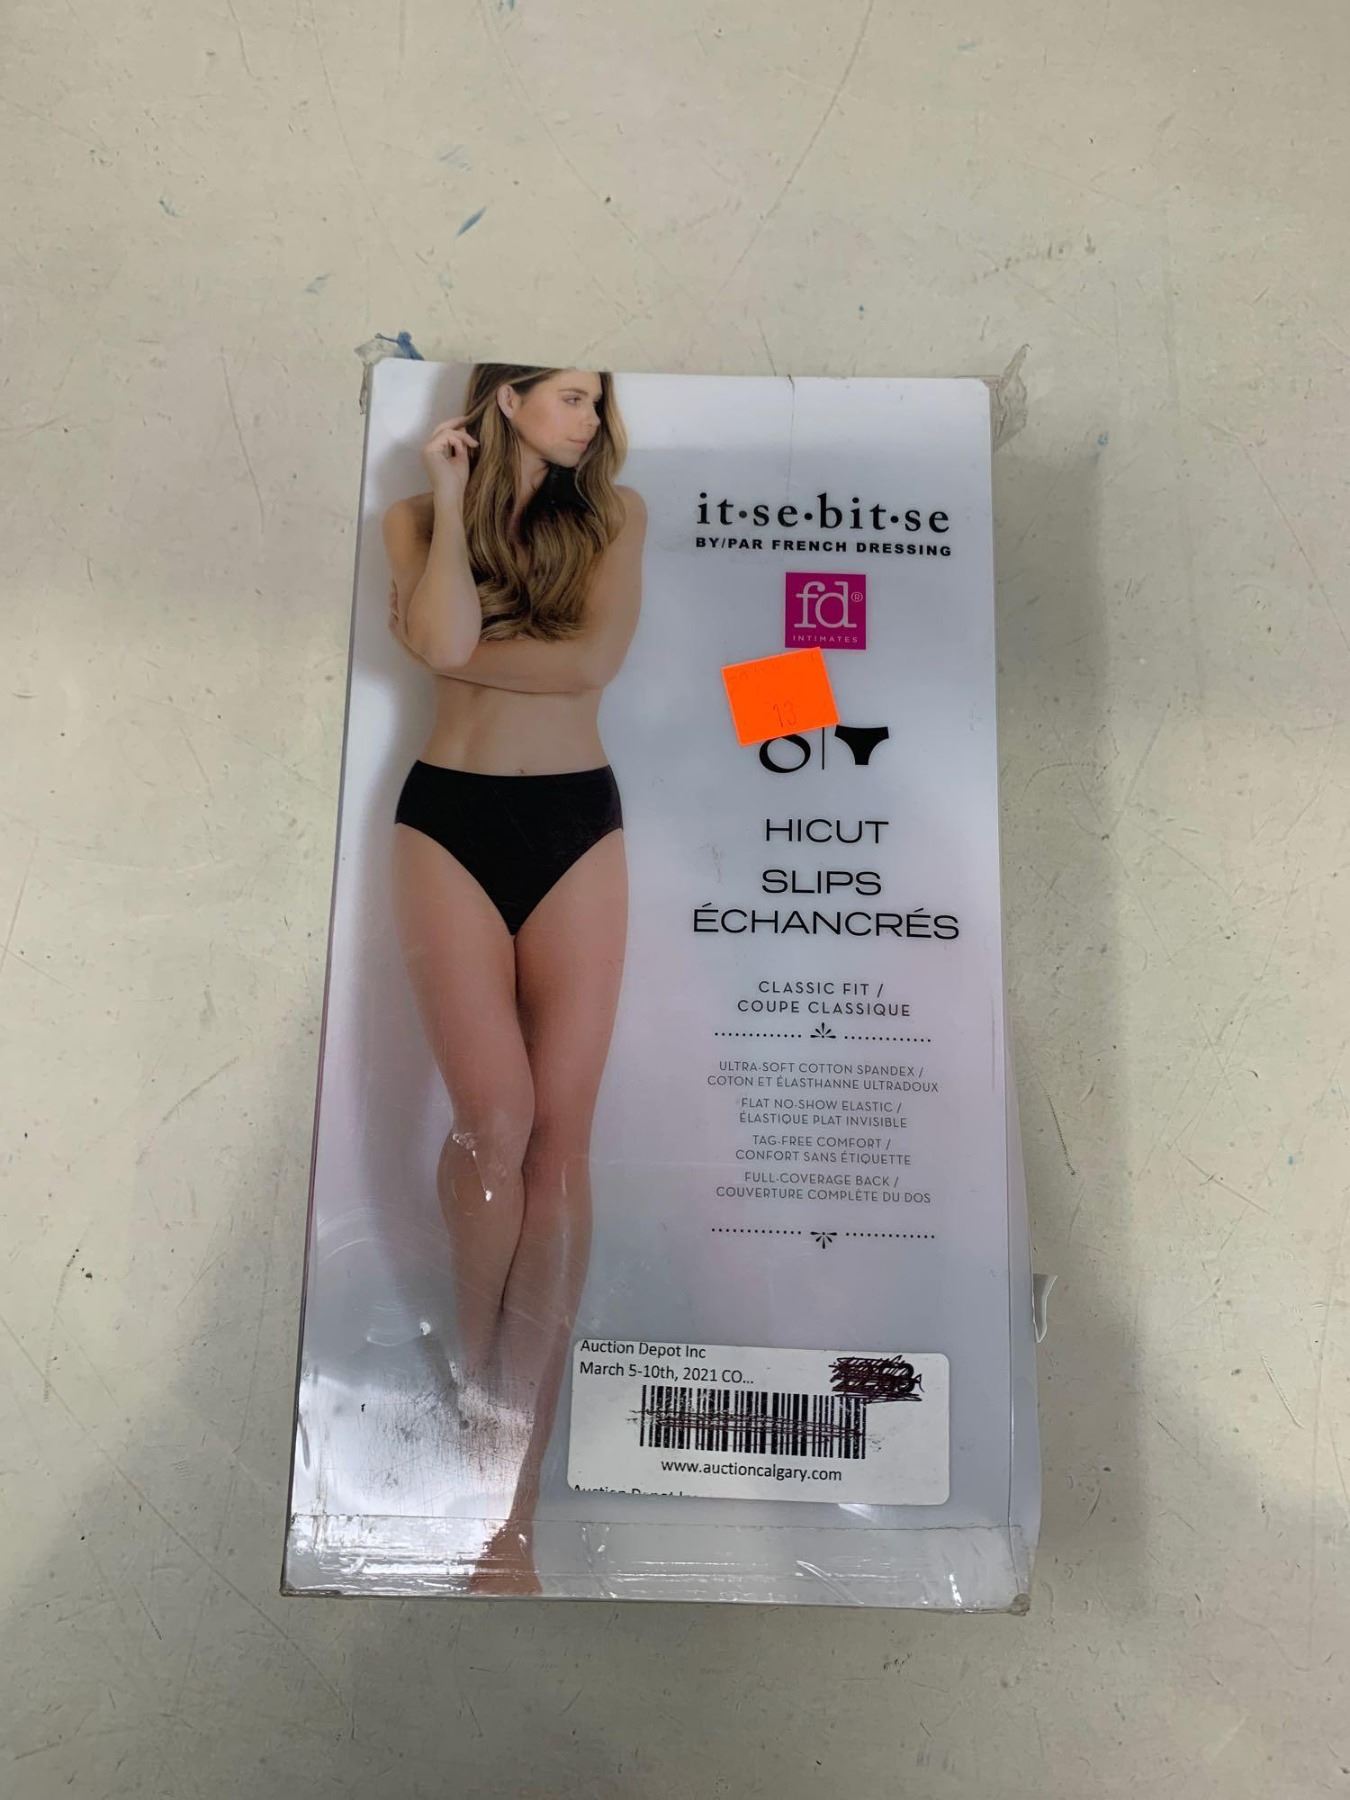 it·se·bit·se
BY/PAR FRENCH DRESSING
fd®
INTIMATES
13
8
HICUT
SLIPS
ÉCHANCRÉS
CLASSIC FIT /
COUPE CLASSIQUE
ULTRA-SOFT COTTON SPANDEX /
COTON ET ÉLASTHANNE ULTRADOUX
FLAT NO-SHOW ELASTIC /
ÉLASTIQUE PLAT INVISIBLE
TAG-FREE COMFORT /
CONFORT SANS ÉTIQUETTE
FULL-COVERAGE BACK /
COUVERTURE COMPLÈTE DU DOS
Auction Depot Inc
March 5-10th, 2021 CO...
www.auctioncalgary.com